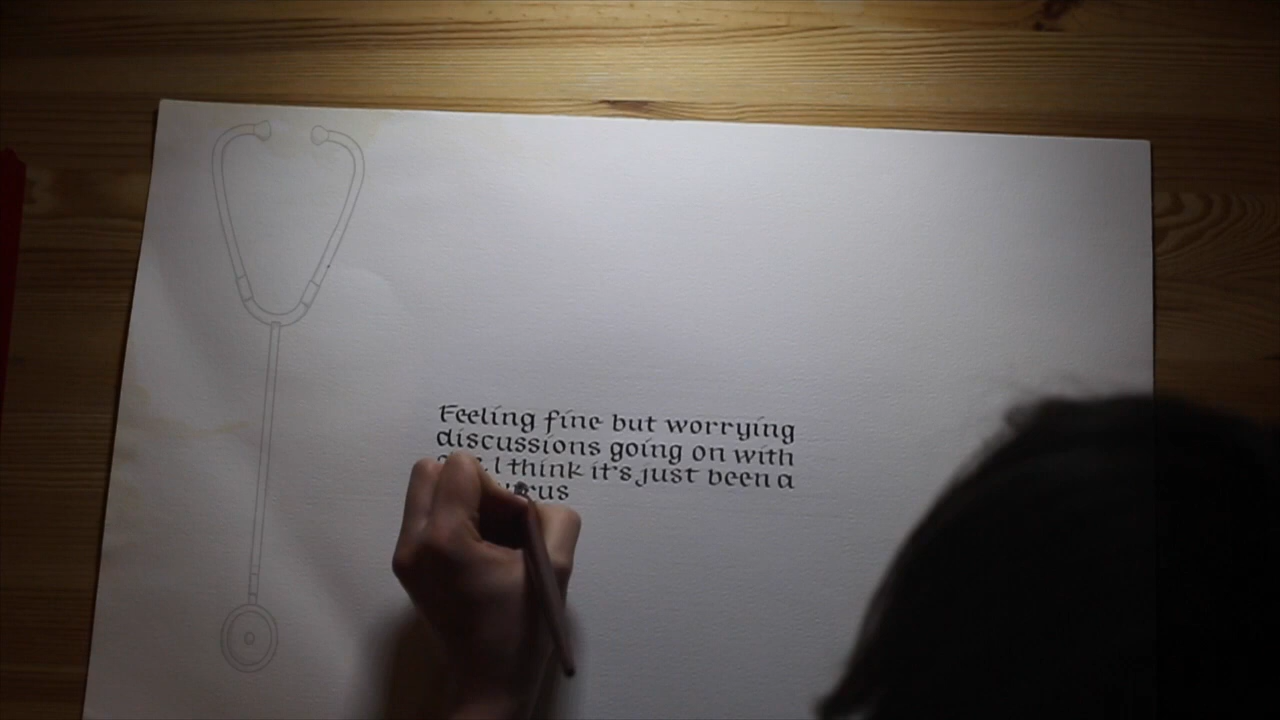 Feeling fine but worrying
discussions going on with
I think it's just been a